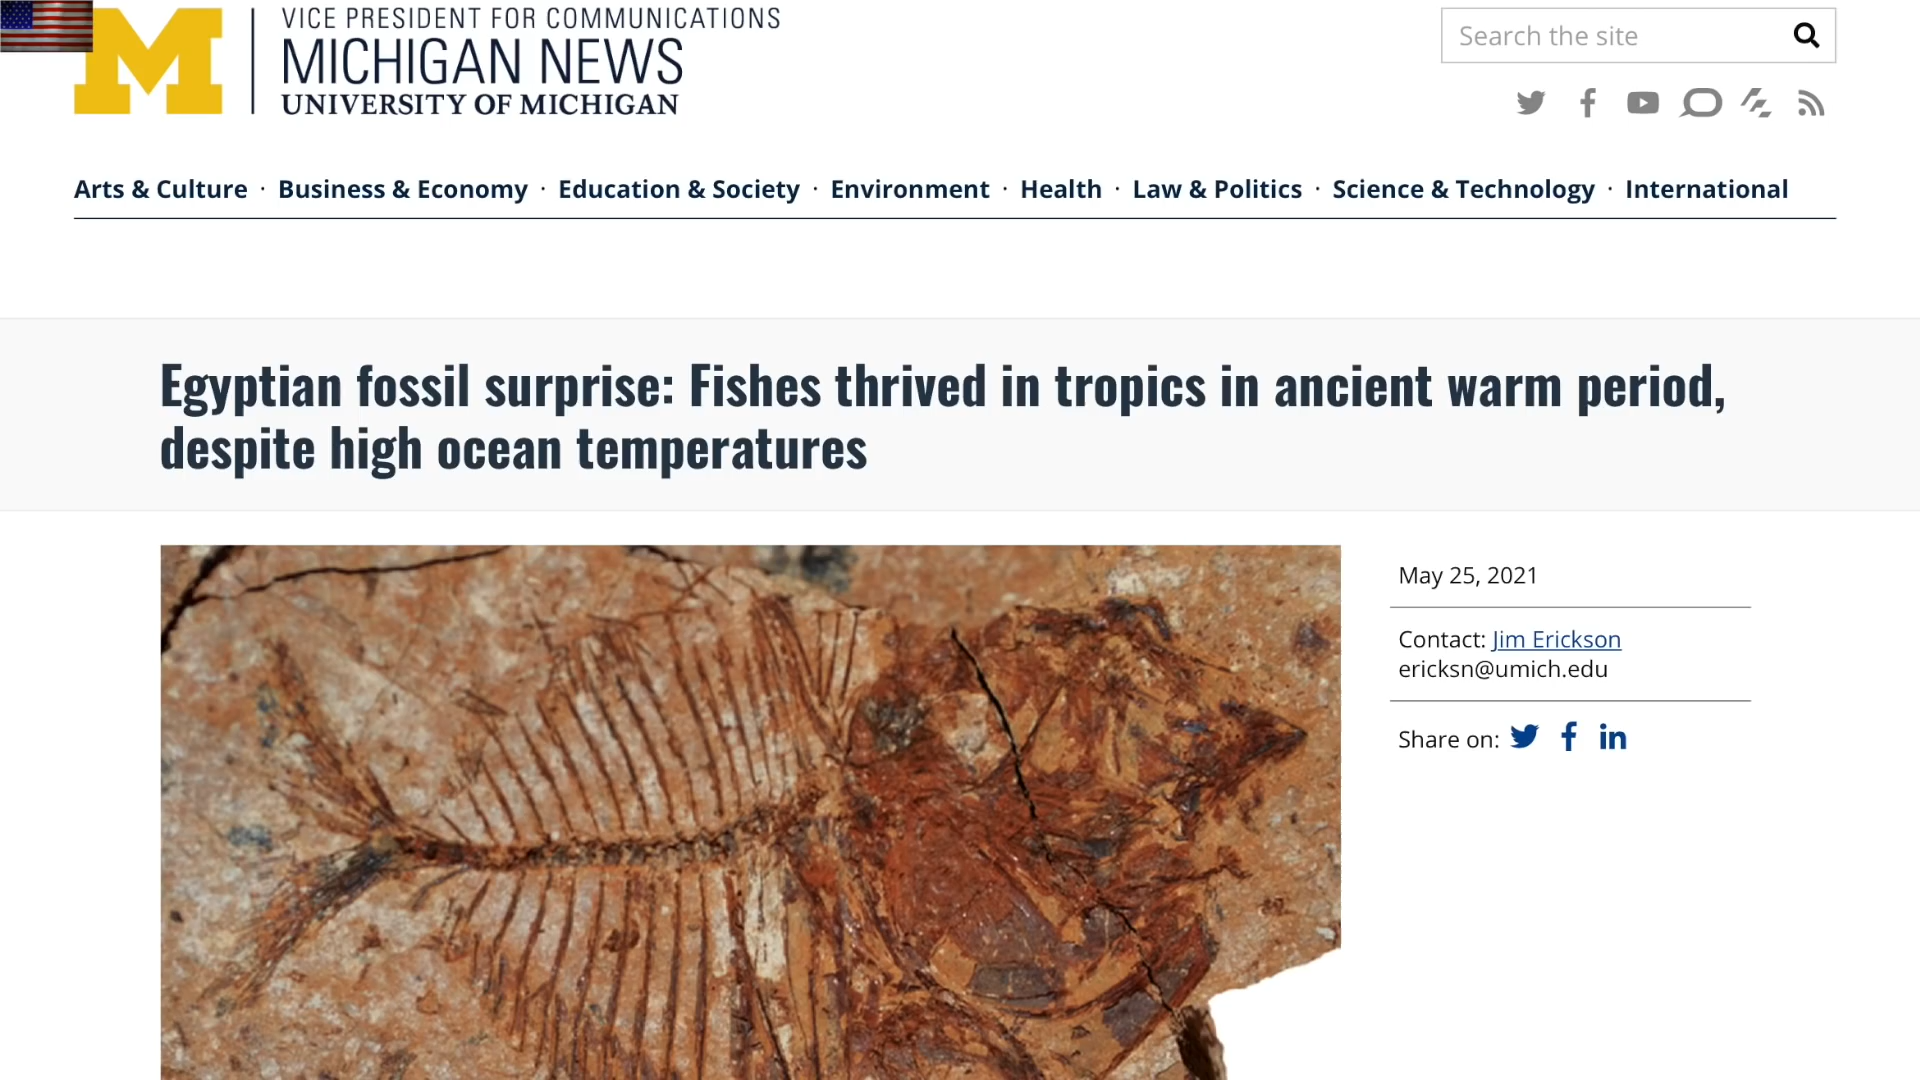 VICE PRESIDENT FOR COMMUNICATIONS
MICHIGAN NEWS
UNIVERSITY OF MICHIGAN
Search the site
Arts & Culture · Business & Economy · Education & Society · Environment · Health · Law & Politics · Science & Technology · International
Egyptian fossil surprise: Fishes thrived in tropics in ancient warm period,
despite high ocean temperatures
May 25, 2021
Contact: Jim Erickson
ericksn@umich.edu
Share on: